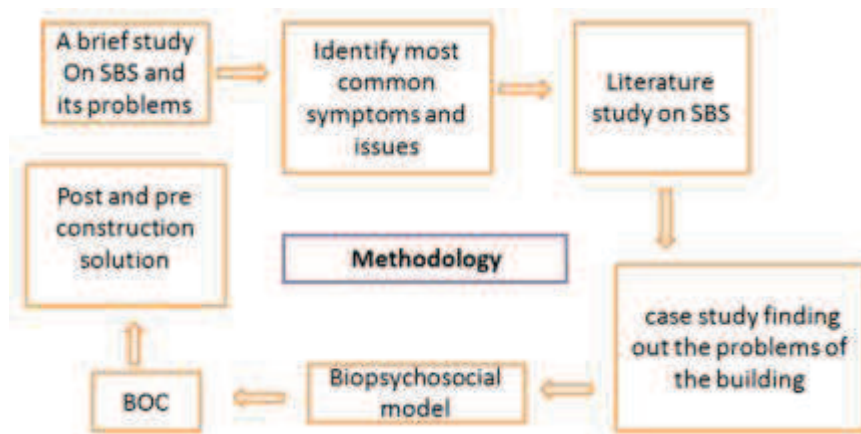 A brief study
On SBS and
its problems
Identify most
common
symptoms and
issues
Literature
study on SBS
case study finding
out the problems of
the building
Biopsychosocial
model
BOC
Post and pre
construction
solution
Methodology